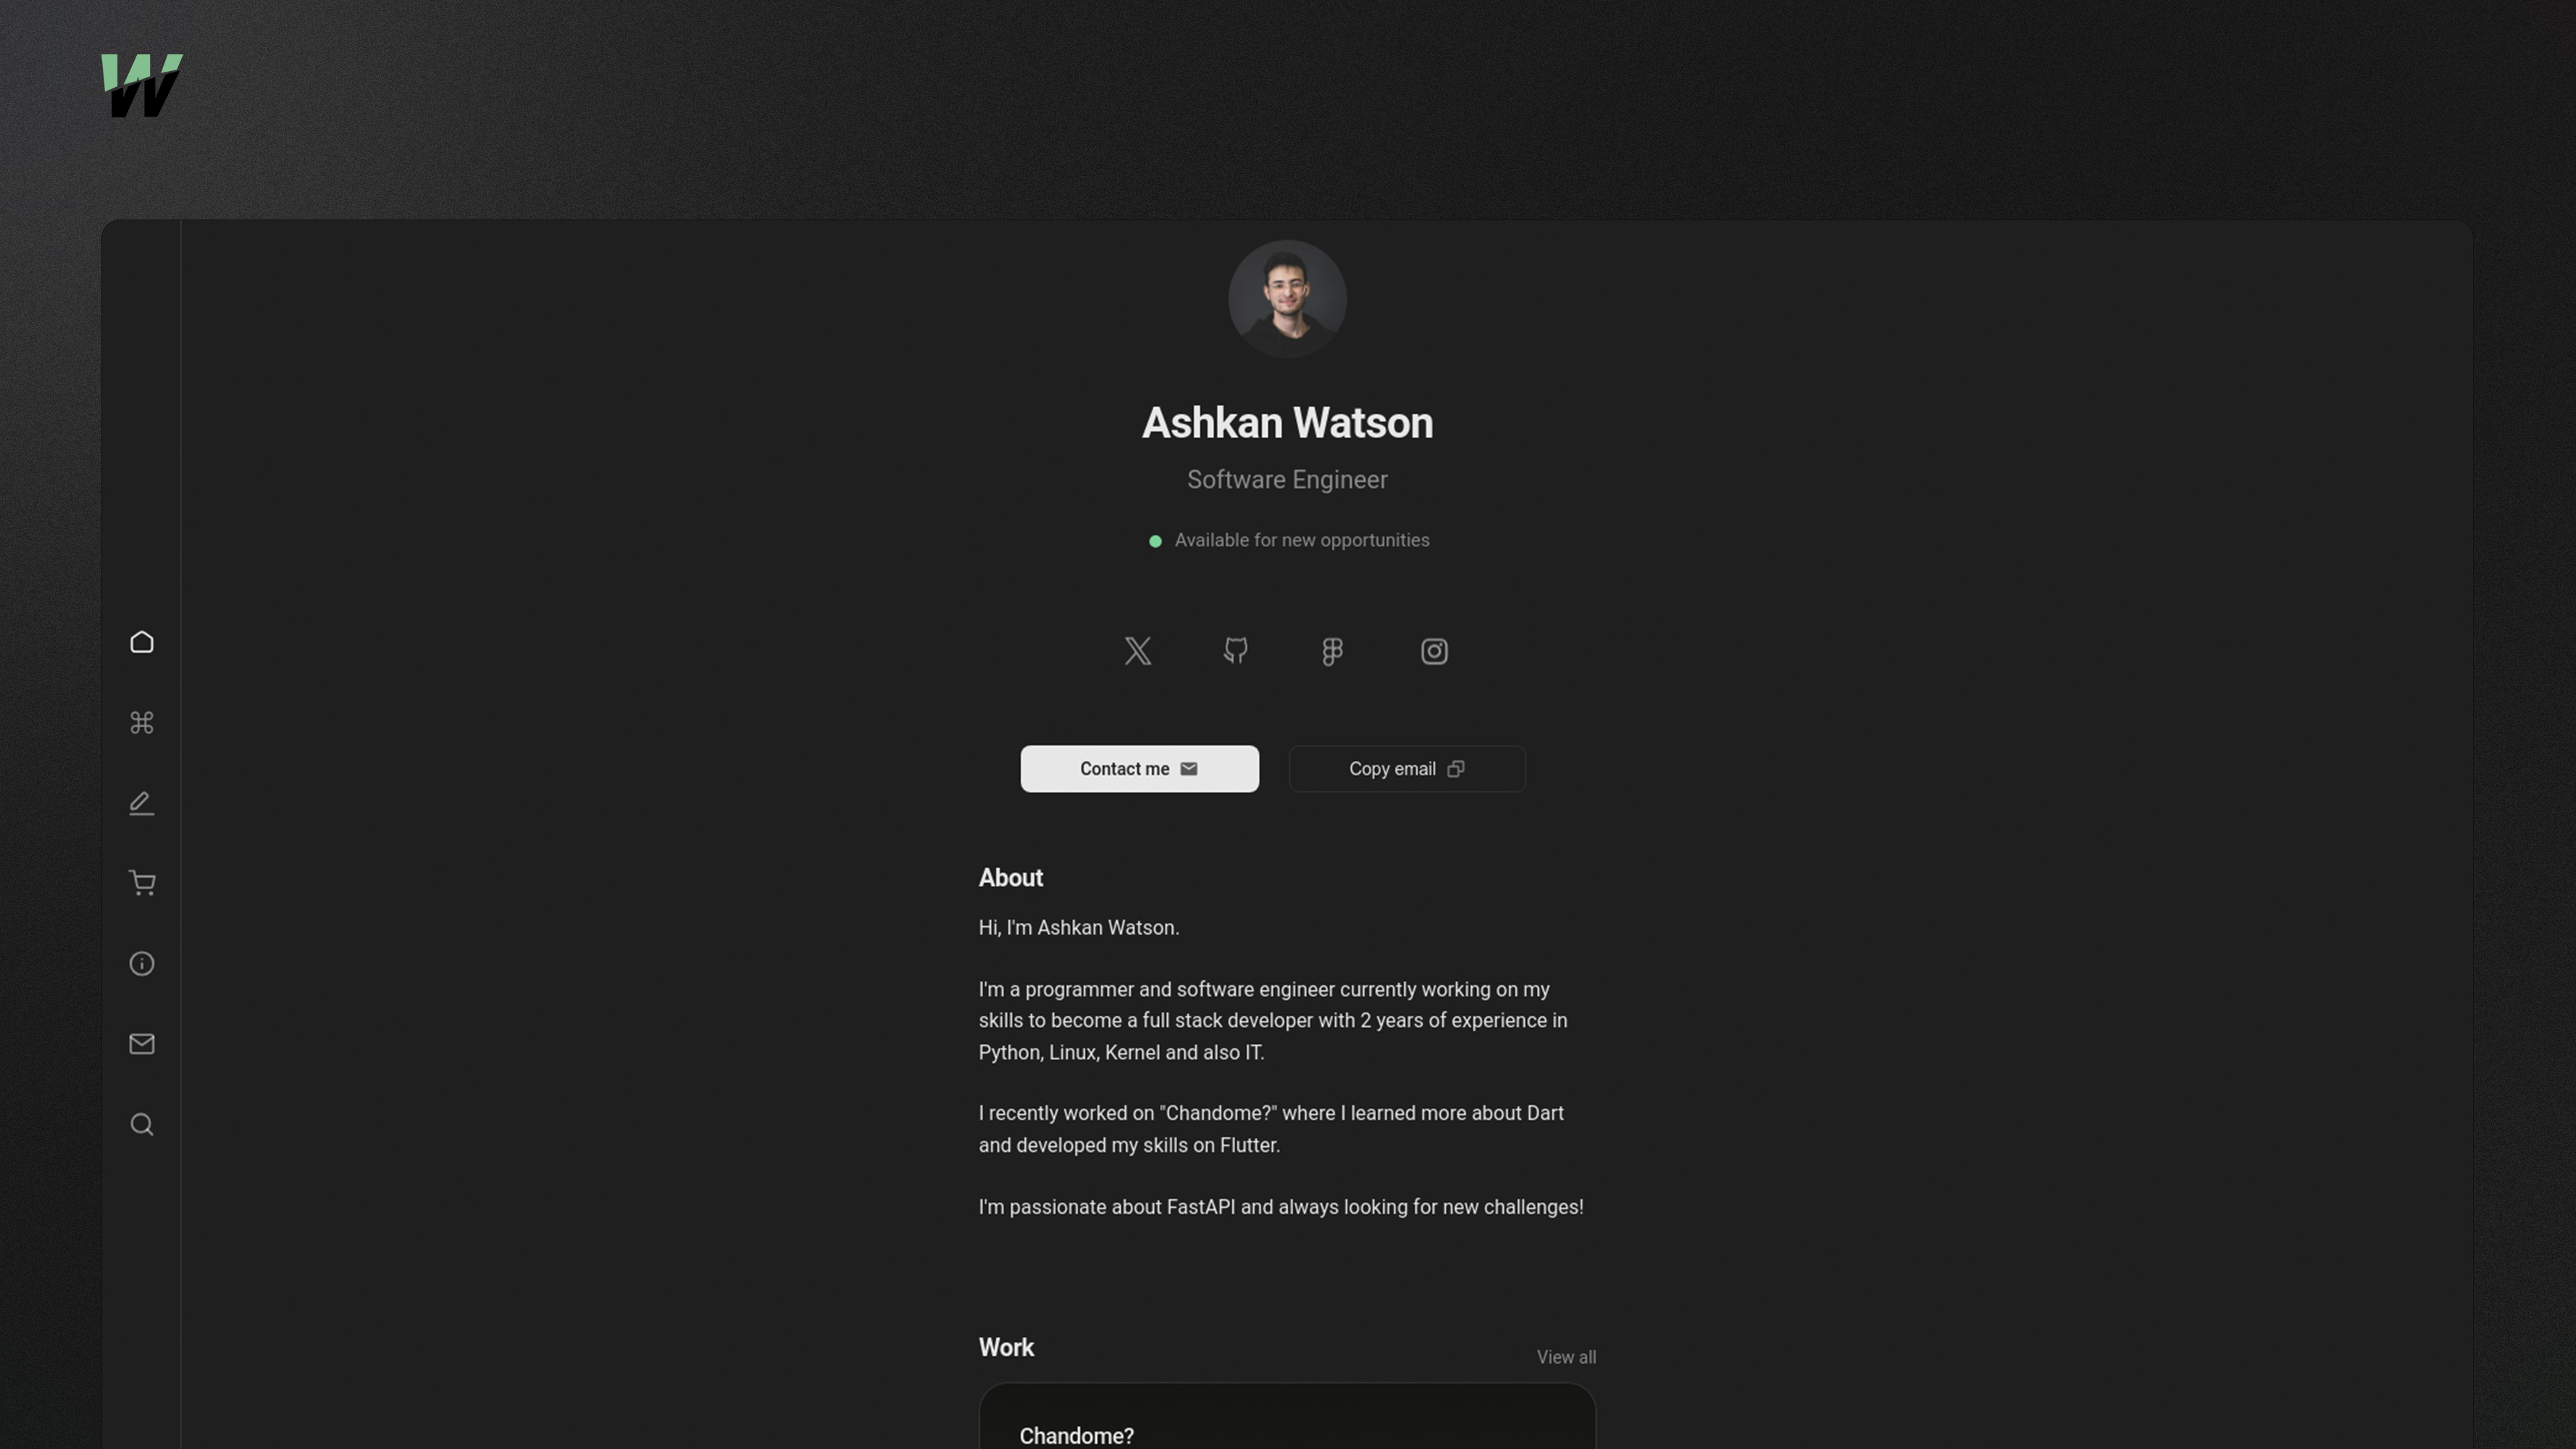 W
Ashkan Watson
Software Engineer
Available for new opportunities
Contact me
Copy email
About
Hi, I'm Ashkan Watson.
I'm a programmer and software engineer currently working on my
skills to become a full stack developer with 2 years of experience in
Python, Linux, Kernel and also IT.
I recently worked on "Chandome?" where I learned more about Dart
and developed my skills on Flutter.
I'm passionate about FastAPI and always looking for new challenges!
Work
View all
Chandome?